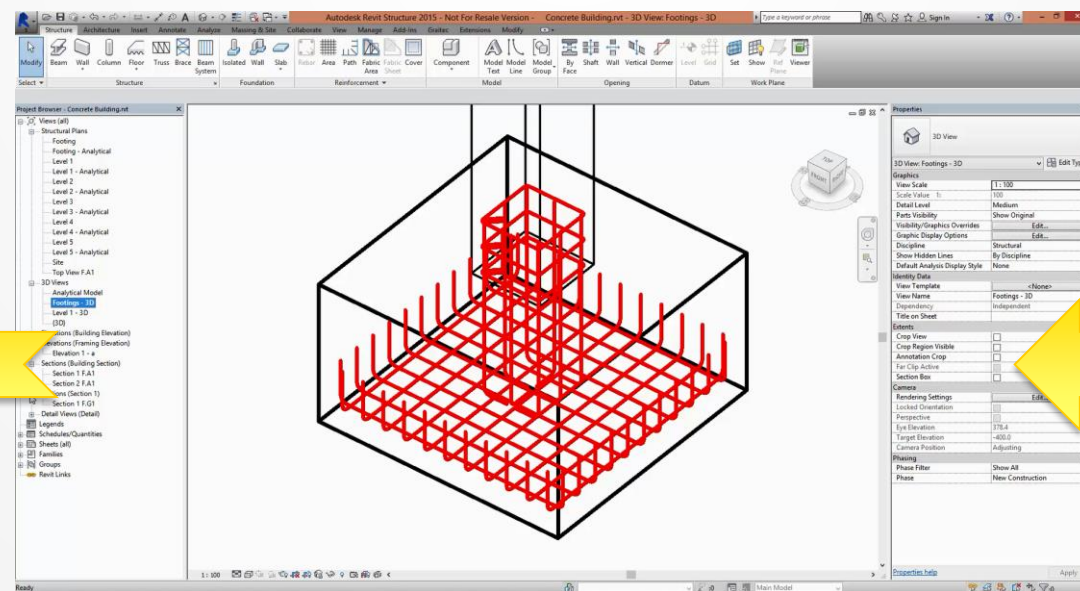 Autodesk Revit Structure 2015 - Not For Resale Version - Concrete Building.rvt - 3D View: Footings - 3D
Type a keyword or phrase
Sign In
Structure Architecture Insert Annotate Analyze Massing & Site Collaborate View Manage Add-Ins Graitec Extensions Modify
Modify Beam Wall Column Floor Truss Brace Beam System Isolated Wall Slab Rebar Area Path Fabric Area Fabric Sheet Cover Component Model Text Model Line Model Group By Face Shaft Wall Vertical Dormer Level Grid Set Show Ref Plane Viewer
Select Structure Foundation Reinforcement Model Opening Datum Work Plane
Project Browser - Concrete Building.rvt
Views (all)
Structural Plans
Footing
Footing - Analytical
Level 1
Level 1 - Analytical
Level 2
Level 2 - Analytical
Level 3
Level 3 - Analytical
Level 4
Level 4 - Analytical
Level 5
Level 5 - Analytical
Site
Top View F.A1
3D Views
Analytical Model
Footings - 3D
Level 1 - 3D
(3D)
(Building Elevation)
(Framing Elevation)
Elevation 1 - a
Sections (Building Section)
Section 1 F.A1
Section 2 F.A1
(Section 1)
Section 1 F.G1
Detail Views (Detail)
Legends
Schedules/Quantities
Sheets (all)
Families
Groups
Revit Links
TOP
FRONT
1 : 100
Properties
3D View
3D View: Footings - 3D Edit
Graphics
View Scale 1 : 100
Scale Value 1: 100
Detail Level Medium
Parts Visibility Show Original
Visibility/Graphics Overrides Edit...
Graphic Display Options Edit...
Discipline Structural
Show Hidden Lines By Discipline
Default Analysis Display Style None
Identity Data
View Template <None>
View Name Footings - 3D
Dependency Independent
Title on Sheet
Extents
Crop View
Crop Region Visible
Annotation Crop
Far Clip Active
Section Box
Camera
Rendering Settings Edit...
Locked Orientation
Perspective
Eye Elevation 378.4
Target Elevation -400.0
Camera Position Adjusting
Phasing
Phase Filter Show All
Phase New Construction
Properties help Apply
Ready
:0 Main Model